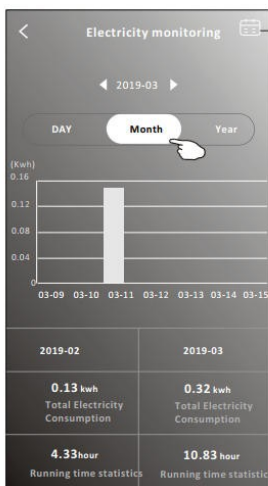 Electricity monitoring
2019-03
DAY Month Year
(Kwh)
0.16
0.12
0.08
0.04
0
03-09 03-10 03-11 03-12 03-13 03-14 03-15
2019-02 2019-03
0.13 kwh 0.32 kwh
Total Electricity Total Electricity
Consumption Consumption
4.33hour 10.83 hour
Running time statistics Running time statistic